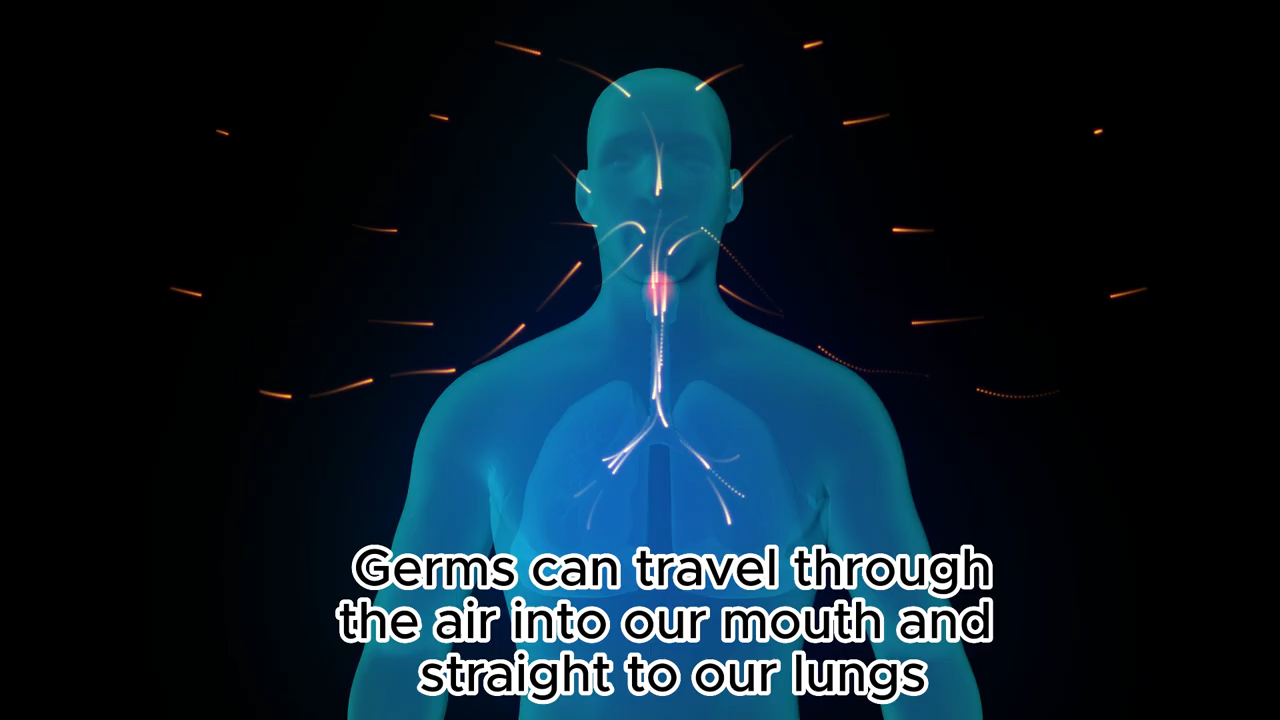 Germs can travel through
the air into our mouth and
straight to our lungs